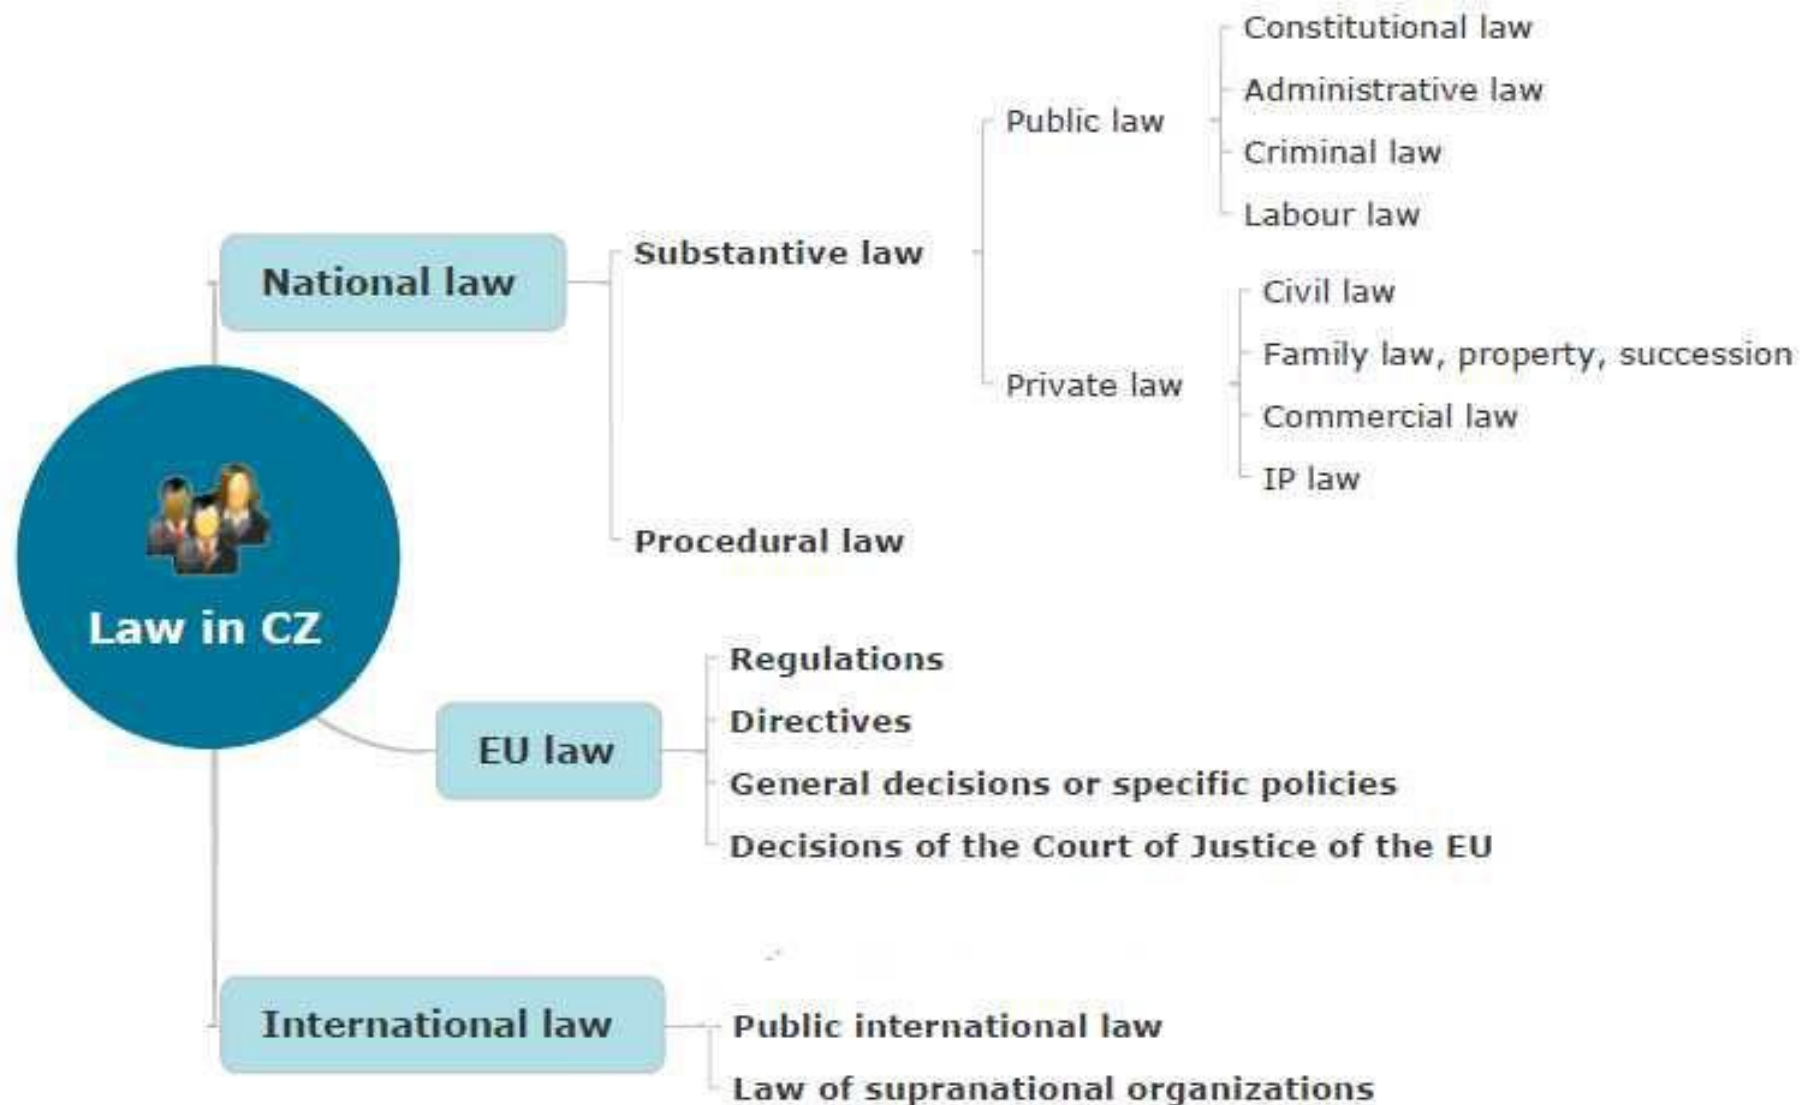 Law in CZ
National law
Substantive law
Public law
Constitutional law
Administrative law
Criminal law
Labour law
Private law
Civil law
Family law, property, succession
Commercial law
IP law
Procedural law
EU law
Regulations
Directives
General decisions or specific policies
Decisions of the Court of Justice of the EU
International law
Public international law
Law of supranational organizations